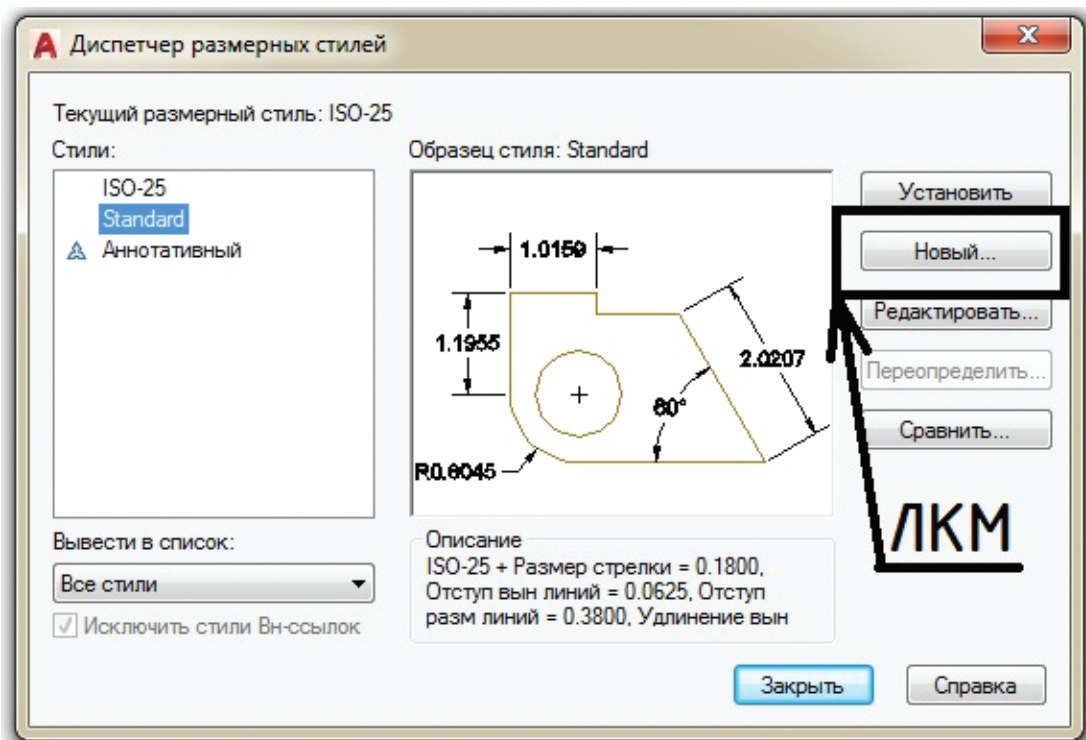 Диспетчер размерных стилей
Текущий размерный стиль: ISO-25
Стили:
ISO-25
Standard
Аннотативный
Вывести в список:
Все стили
Исключить стили Вн-ссылок
Образец стиля: Standard
1.0159
1.1955
2.0207
60°
R0.6045
Описание
ISO-25 + Размер стрелки = 0.1800,
Отступ вын линий = 0.0625, Отступ
разм линий = 0.3800, Удлинение вын
Установить
Новый...
Редактировать...
Переопределить...
Сравнить...
ЛКМ
Закрыть
Справка